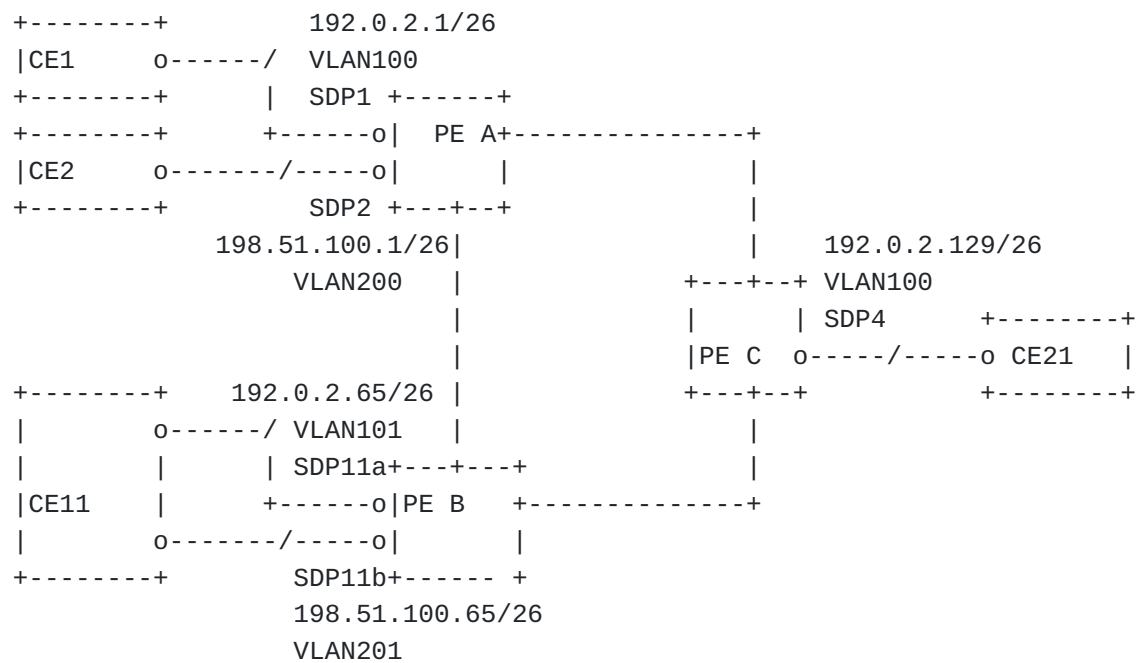 192.0.2.1/26
CE1 VLAN100
SDP1
PE A
CE2
SDP2
198.51.100.1/26 192.0.2.129/26
VLAN200 VLAN100
SDP4
PE C CE21
192.0.2.65/26
VLAN101
SDP11a
CE11 PE B
SDP11b
198.51.100.65/26
VLAN201